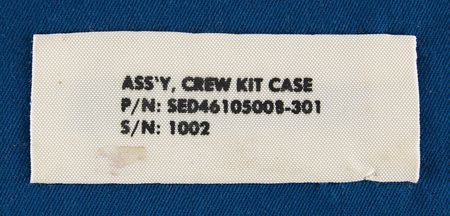 ASS'Y, CREW KIT CASE
P/N: SED46105008-301
S/N: 1002